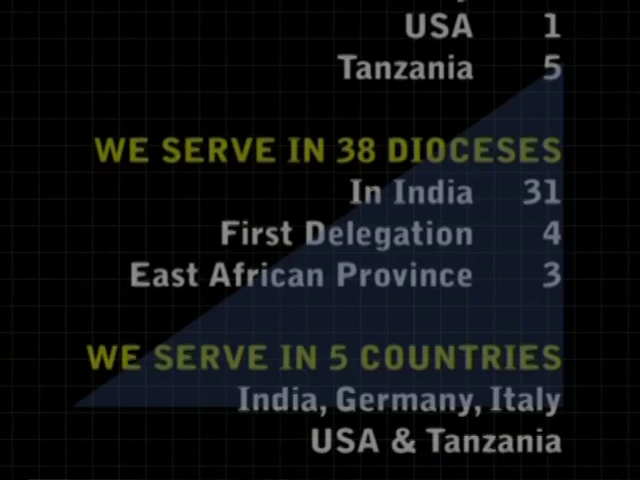 USA 1
Tanzania 5
WE SERVE IN 38 DIOCESES
In India 31
First Delegation 4
East African Province 3
WE SERVE IN 5 COUNTRIES
India, Germany, Italy
USA & Tanzania